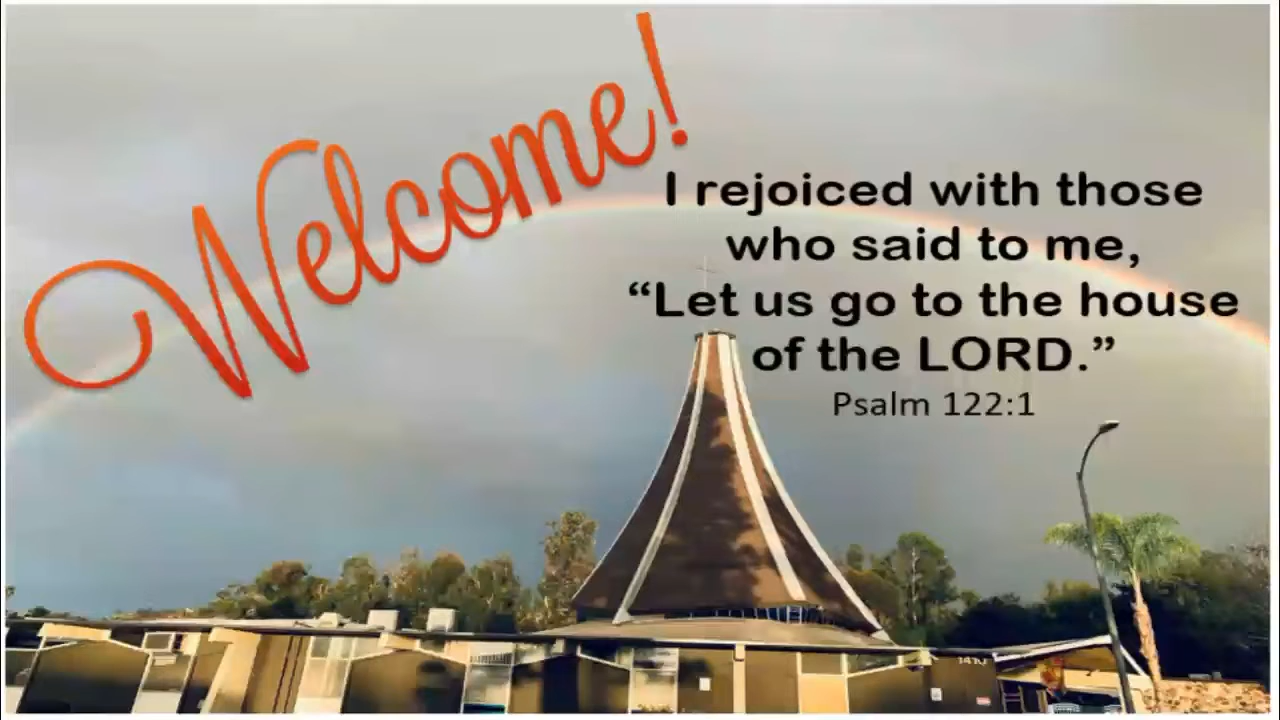 Welcome!
I rejoiced with those
who said to me,
“Let us go to the house
of the LORD.”
Psalm 122:1